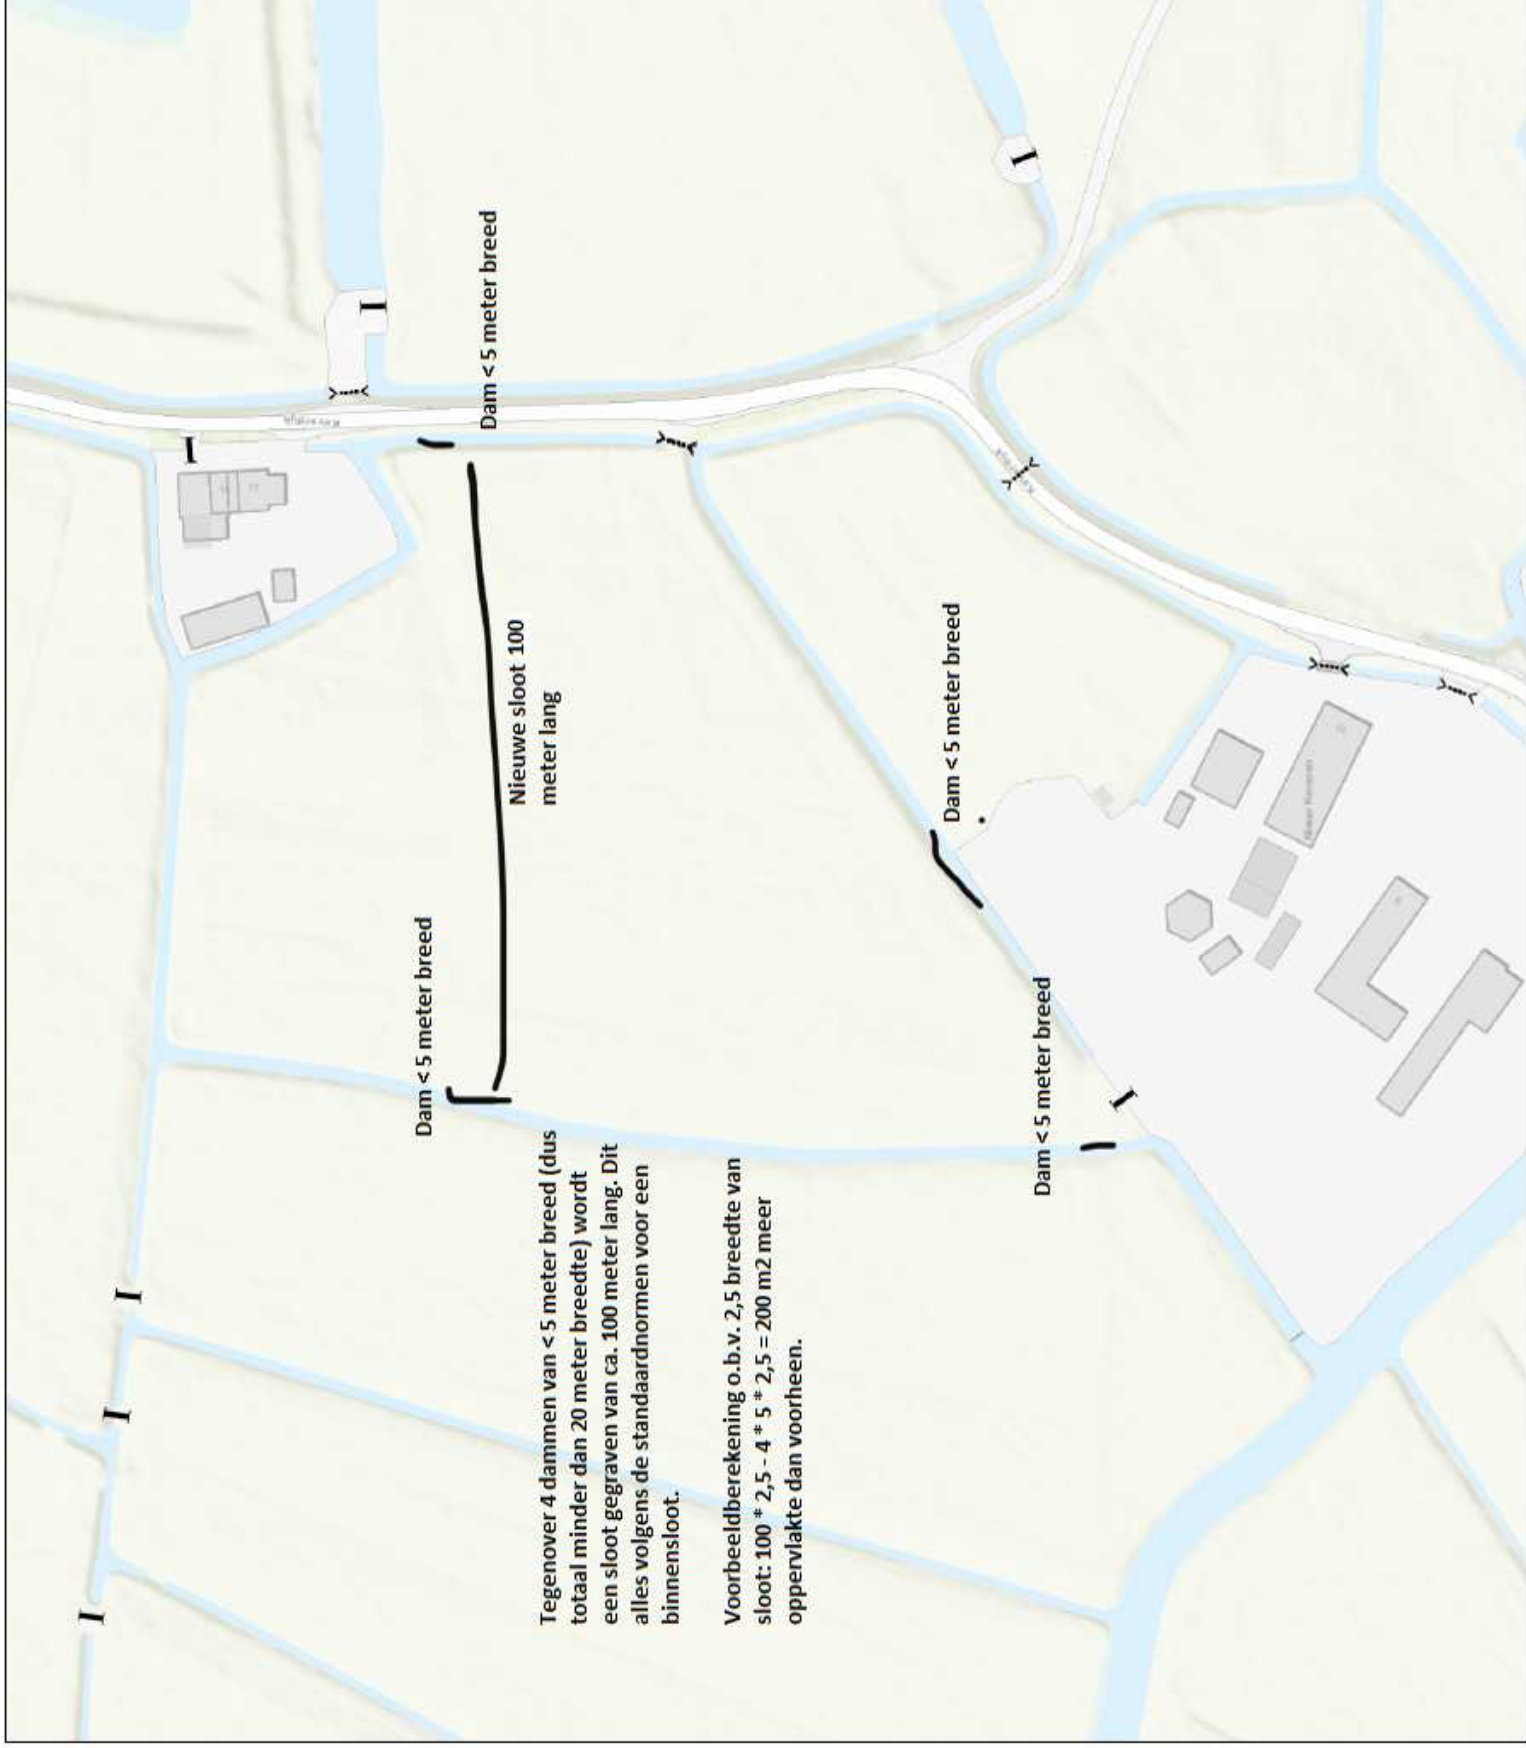 Dam < 5 meter breed
Nieuwe sloot 100
meter lang
Dam < 5 meter breed
Dam < 5 meter breed
Dam < 5 meter breed
Tegenover 4 dammen van < 5 meter breed (dus
totaal minder dan 20 meter breedte) wordt
een sloot gegraven van ca. 100 meter lang. Dit
alles volgens de standaardnormen voor een
binnensloot.
Voorbeeldberekening o.b.v. 2,5 breedte van
sloot: 100 * 2,5 - 4 * 5 * 2,5 = 200 m2 meer
oppervlakte dan voorheen.